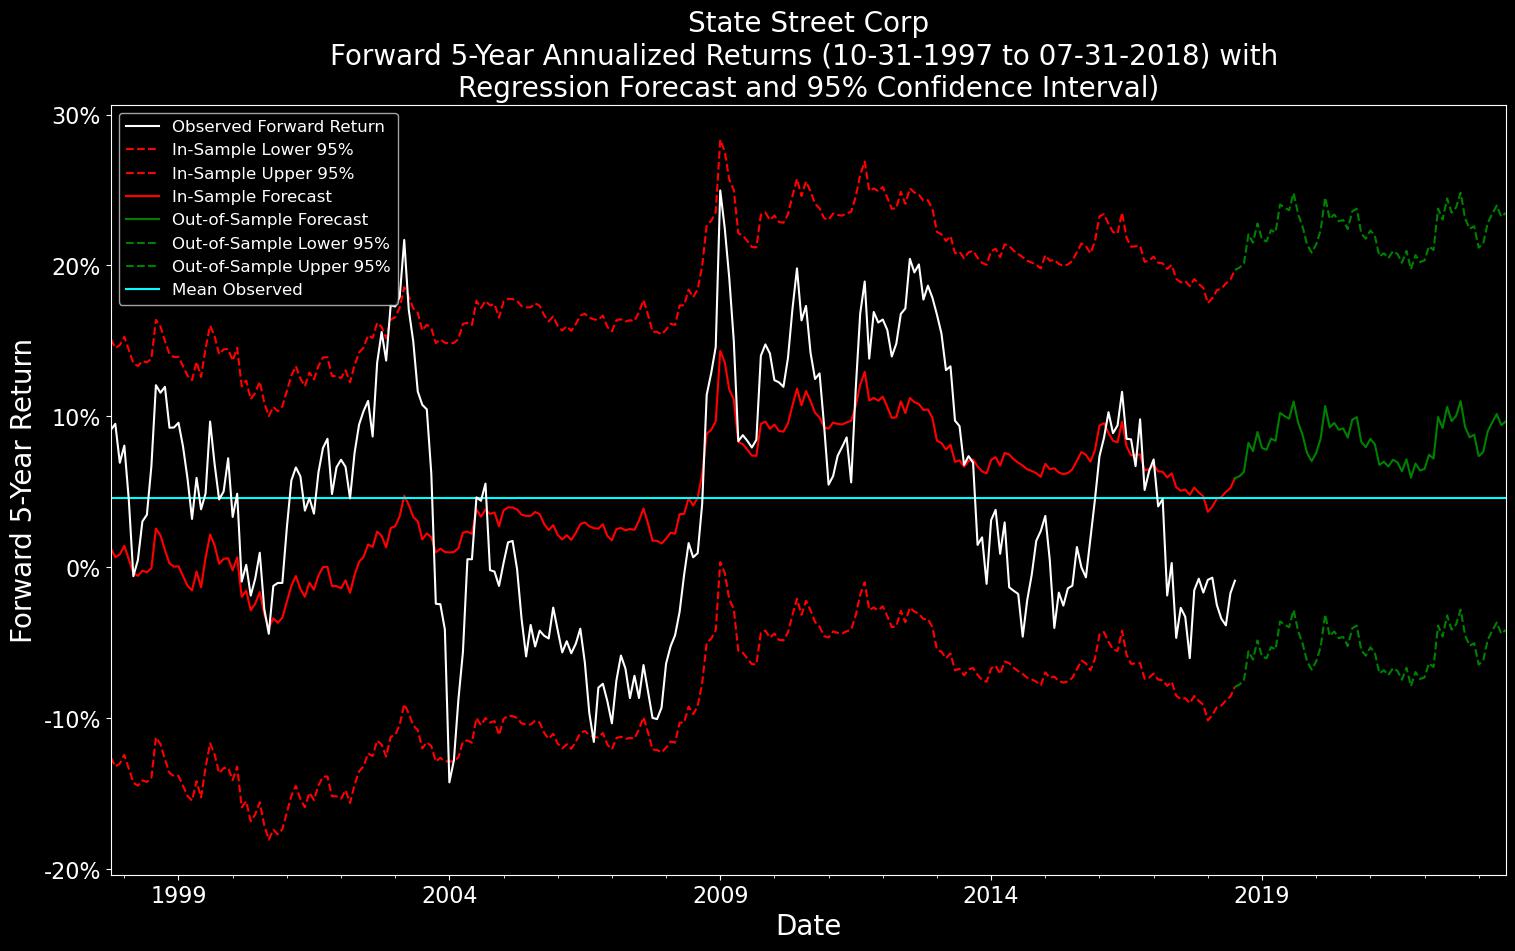 State Street Corp
Forward 5-Year Annualized Returns (10-31-1997 to 07-31-2018) with
Regression Forecast and 95% Confidence Interval)
Observed Forward Return
In-Sample Lower 95%
In-Sample Upper 95%
In-Sample Forecast
Out-of-Sample Forecast
Out-of-Sample Lower 95%
Out-of-Sample Upper 95%
Mean Observed
Forward 5-Year Return
30%
20%
10%
0%
-10%
-20%
1999
2004
2009
2014
2019
Date